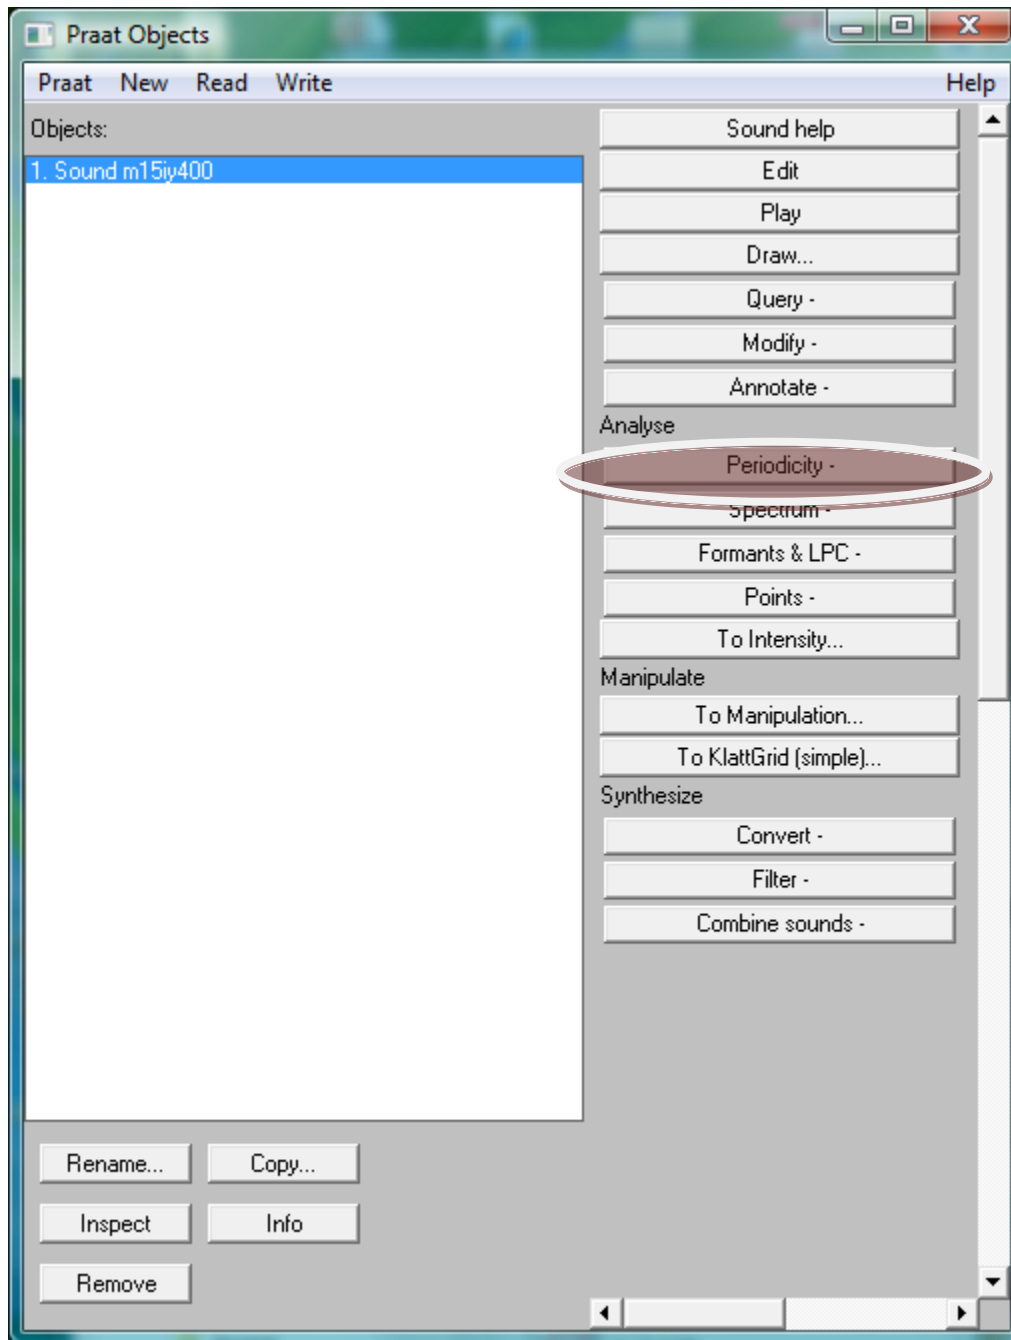 Praat Objects
Praat New Read Write Help
Objects:
1. Sound m15iy400
Sound help
Edit
Play
Draw...
Query -
Modify -
Annotate -
Analyse
Periodicity -
Spectrum -
Formants & LPC -
Points -
To Intensity...
Manipulate
To Manipulation...
To KlattGrid (simple)...
Synthesize
Convert -
Filter -
Combine sounds -
Rename... Copy...
Inspect Info
Remove